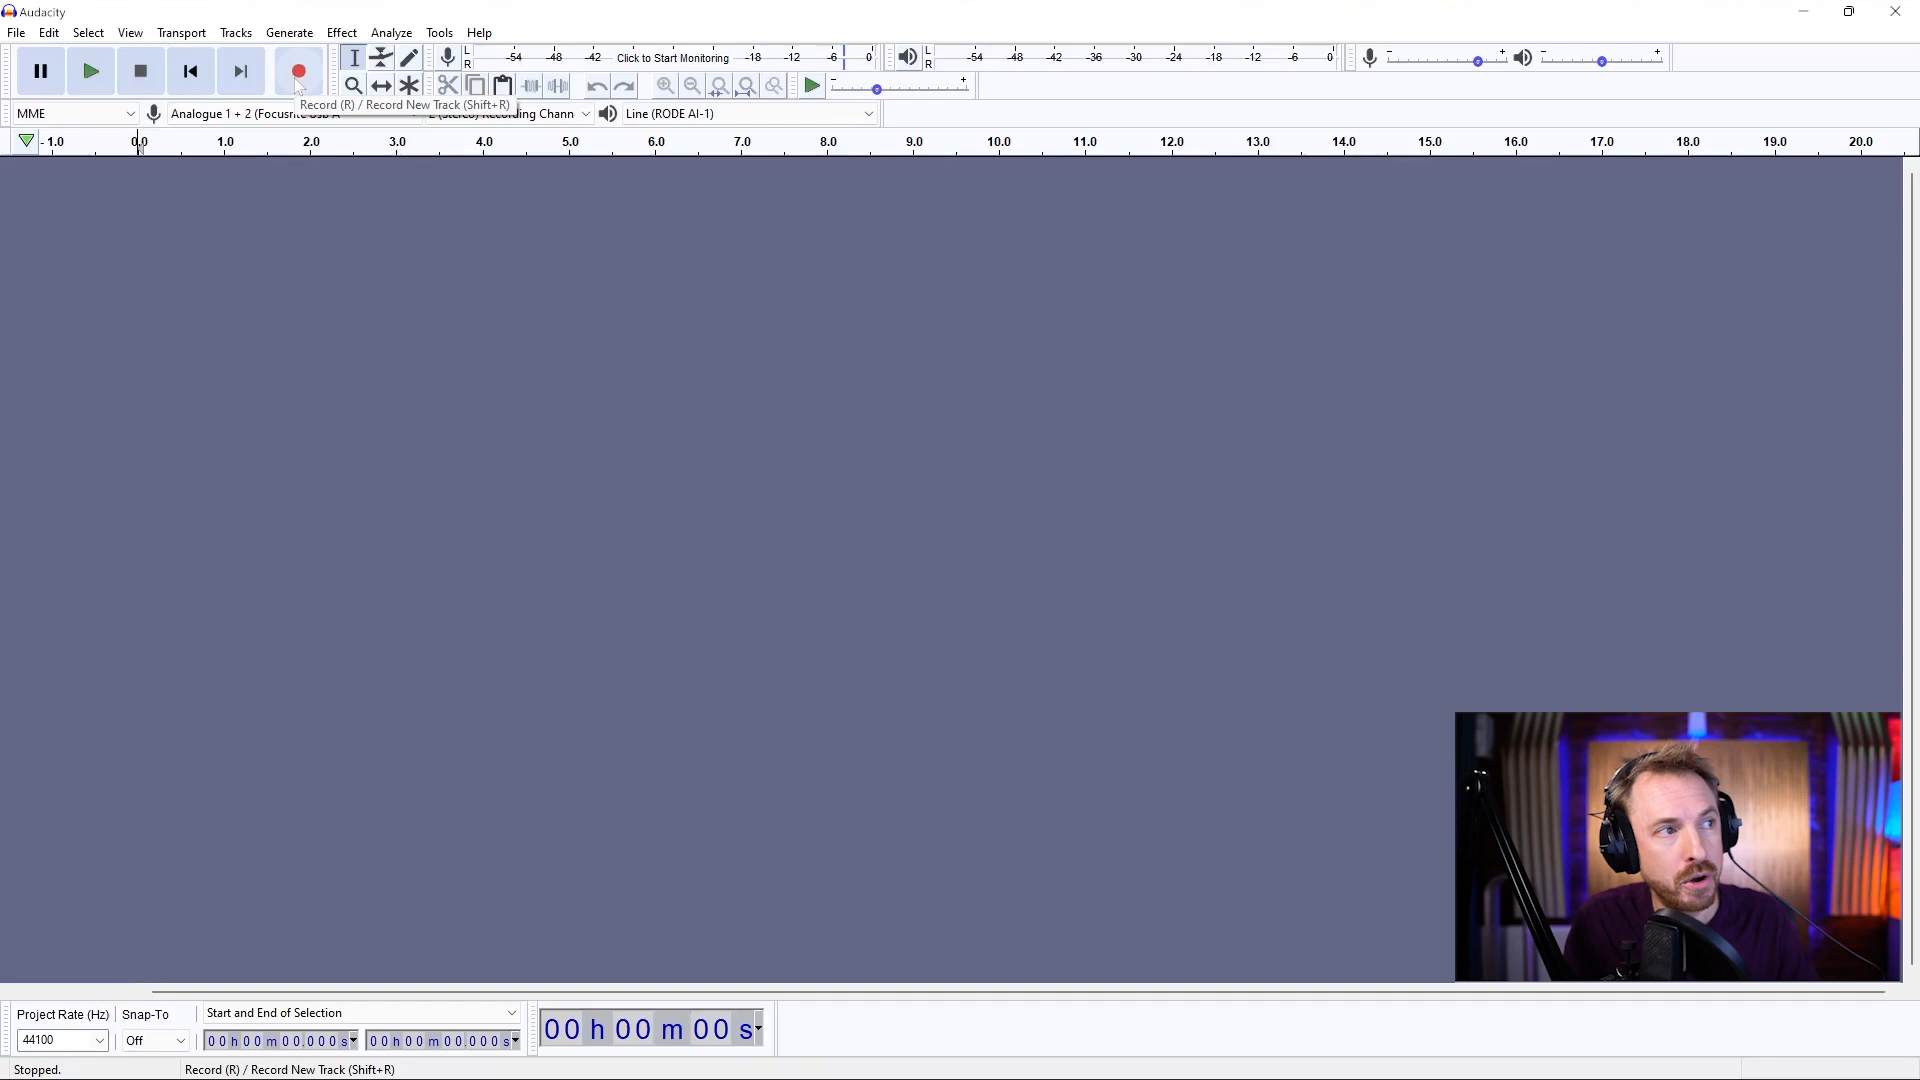 Audacity
File Edit Select View Transport Tracks Generate Effect Analyze Tools Help
L R -54 -48 -42 Click to Start Monitoring -18 -12 -6 0 L R -54 -48 -42 -36 -30 -24 -18 -12 -6 0 - + - +
- +
Record (R) / Record New Track (Shift+R)
MME Analogue 1 + 2 (Focusrite Recording Chann Line (RODE AI-1)
-1.0 0.0 1.0 2.0 3.0 4.0 5.0 6.0 7.0 8.0 9.0 10.0 11.0 12.0 13.0 14.0 15.0 16.0 17.0 18.0 19.0 20.0
Project Rate (Hz) Snap-To Start and End of Selection
44100 Off 00 h 00 m 00.000 s 00 h 00 m 00.000 s 00 h 00 m 00 s
Stopped. Record (R) / Record New Track (Shift+R)